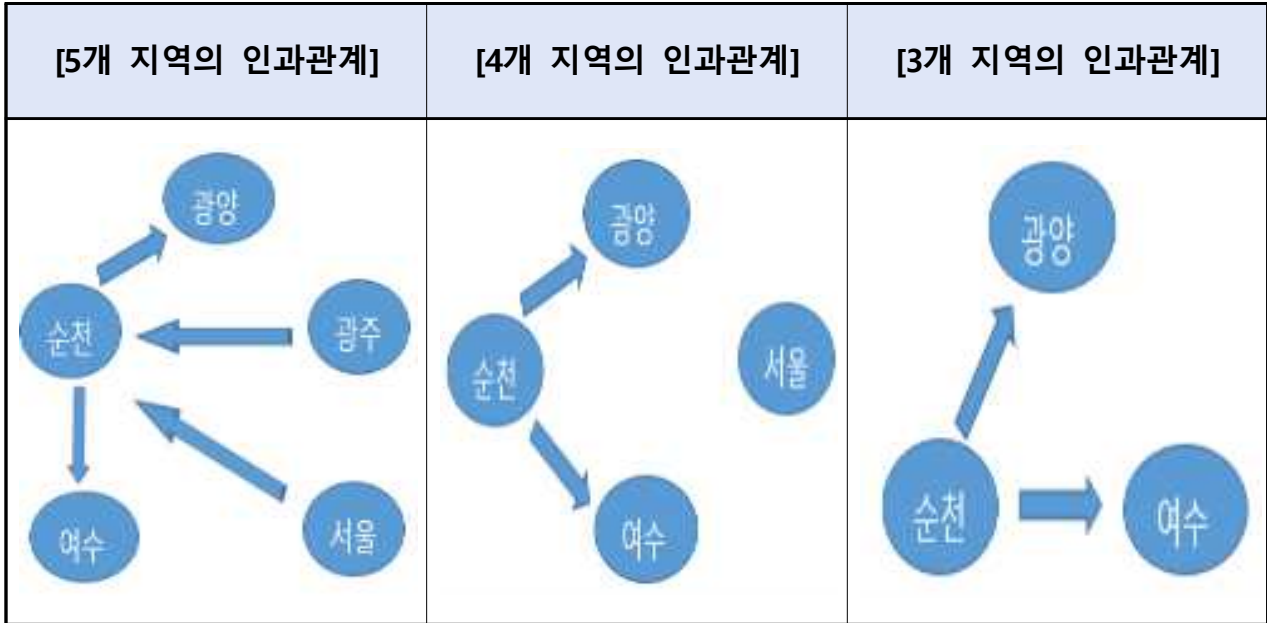 [5개 지역의 인과관계]
[4개 지역의 인과관계]
[3개 지역의 인과관계]
광양
순천
광주
여수
서울
광양
순천
서울
여수
광양
순천
여수